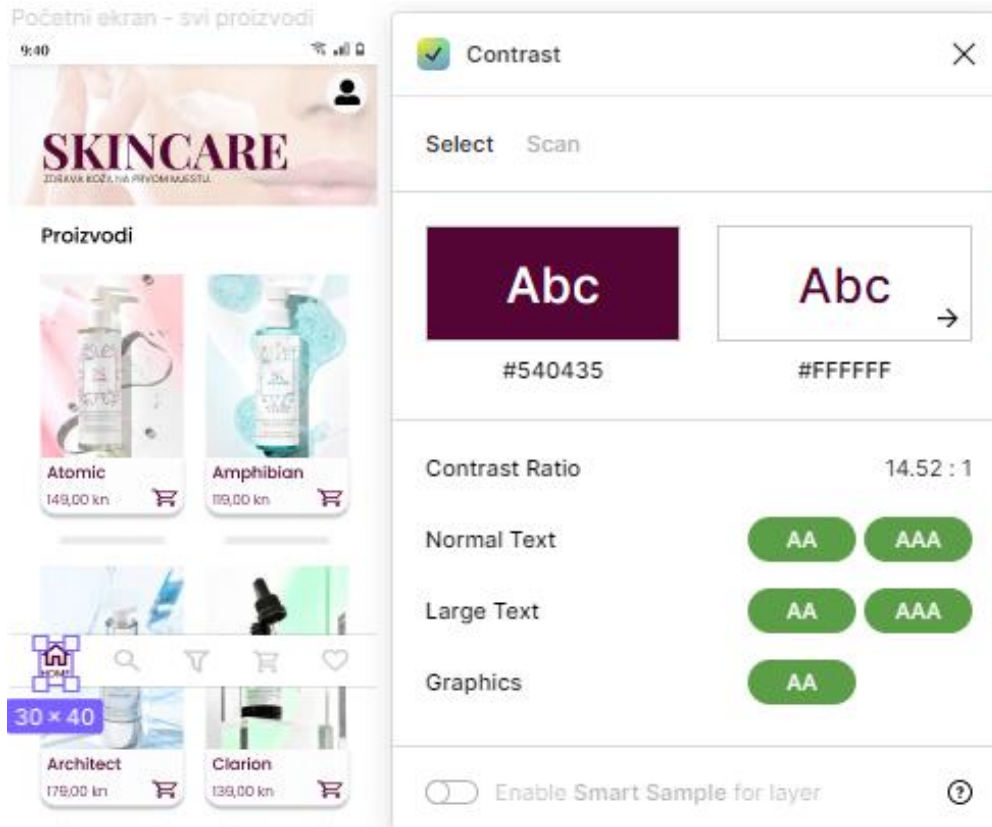 Početni ekran - svi proizvodi
9:40
SKINCARE
ZDRAVA KOŽA NA PRVOM MJESTU.
Proizvodi
Atomic
149,00 kn
Amphibian
119,00 kn
HOME
30 × 40
Architect
179,00 kn
Clarion
139,00 kn
Contrast
Select Scan
Abc
#540435
Abc
#FFFFFF
Contrast Ratio 14.52 : 1
Normal Text AA AAA
Large Text AA AAA
Graphics AA
Enable Smart Sample for layer